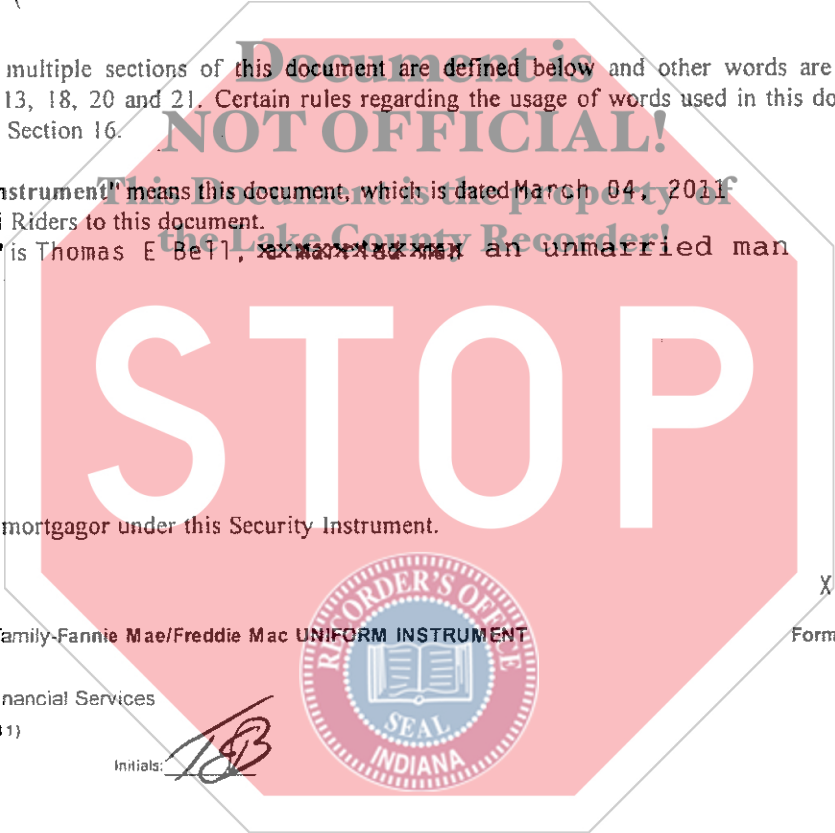 multiple sections of this document are defined below and other words are
13, 18, 20 and 21. Certain rules regarding the usage of words used in this do
Section 16.
Document is
NOT OFFICIAL!
This Document is the property of
the Lake County Recorder!
nstrument" means this document, which is dated March 04, 2011
Riders to this document.
is Thomas E Bell, an unmarried man
STOP
mortgagor under this Security Instrument.
X
amily-Fannie Mae/Freddie Mac UNIFORM INSTRUMENT
Form
nancial Services
1)
Initials: TEB
RECORDER'S OFFICE
SEAL
INDIANA